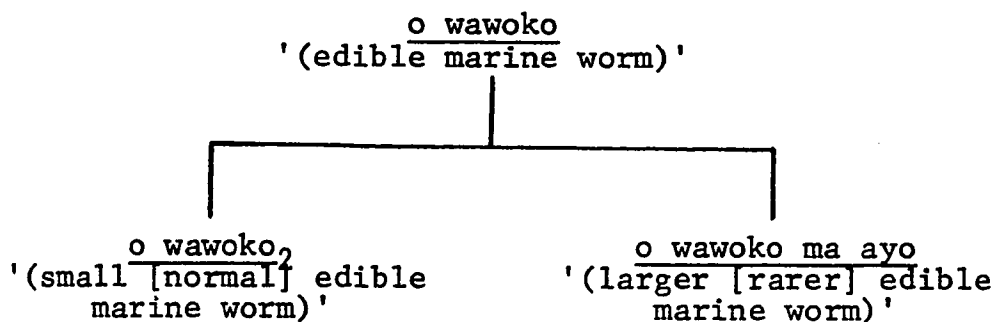 o wawoko
'(edible marine worm)'
o wawoko2
'(small [normal] edible
marine worm)'
o wawoko ma ayo
'(larger [rarer] edible
marine worm)'